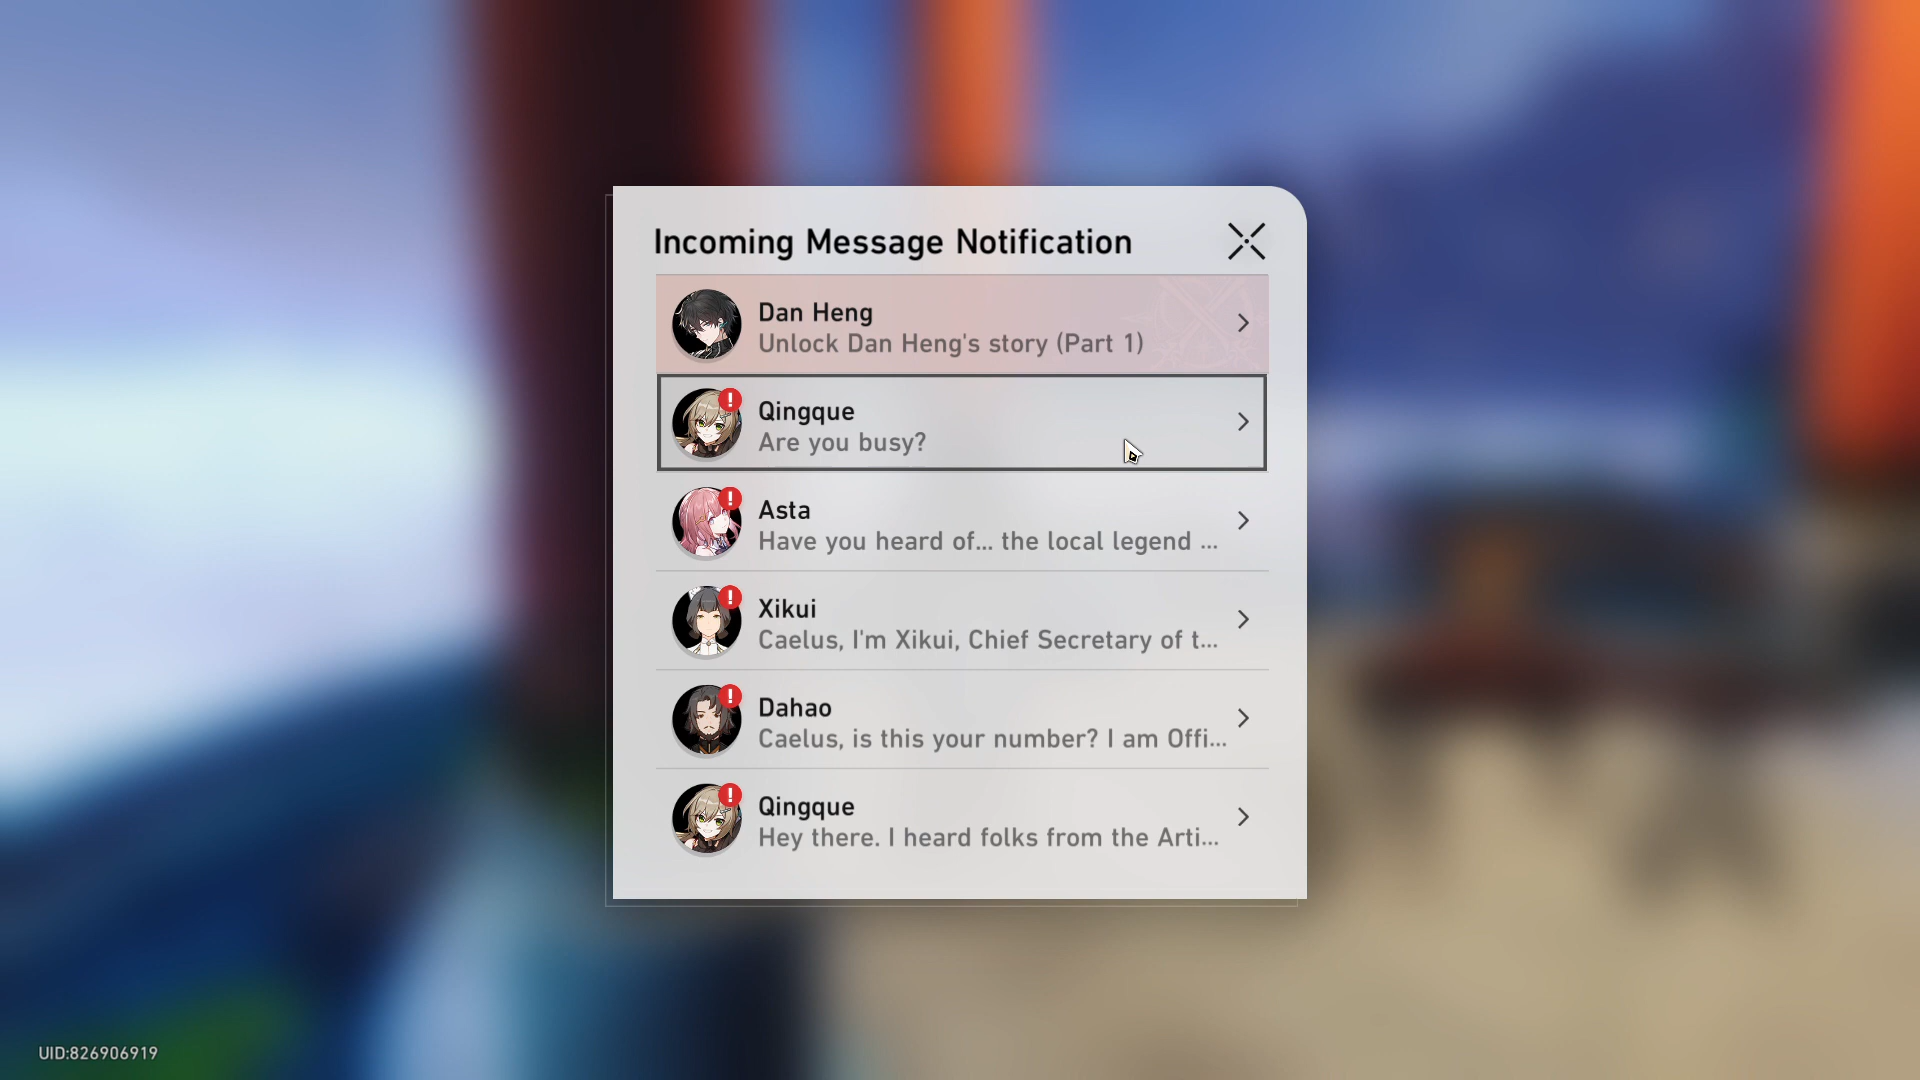 Incoming Message Notification
Dan Heng
Unlock Dan Heng's story (Part 1)
Qingque
Are you busy?
Asta
Have you heard of... the local legend ...
Xikui
Caelus, I'm Xikui, Chief Secretary of t...
Dahao
Caelus, is this your number? I am Offi...
Qingque
Hey there. I heard folks from the Arti...
UID:826906919